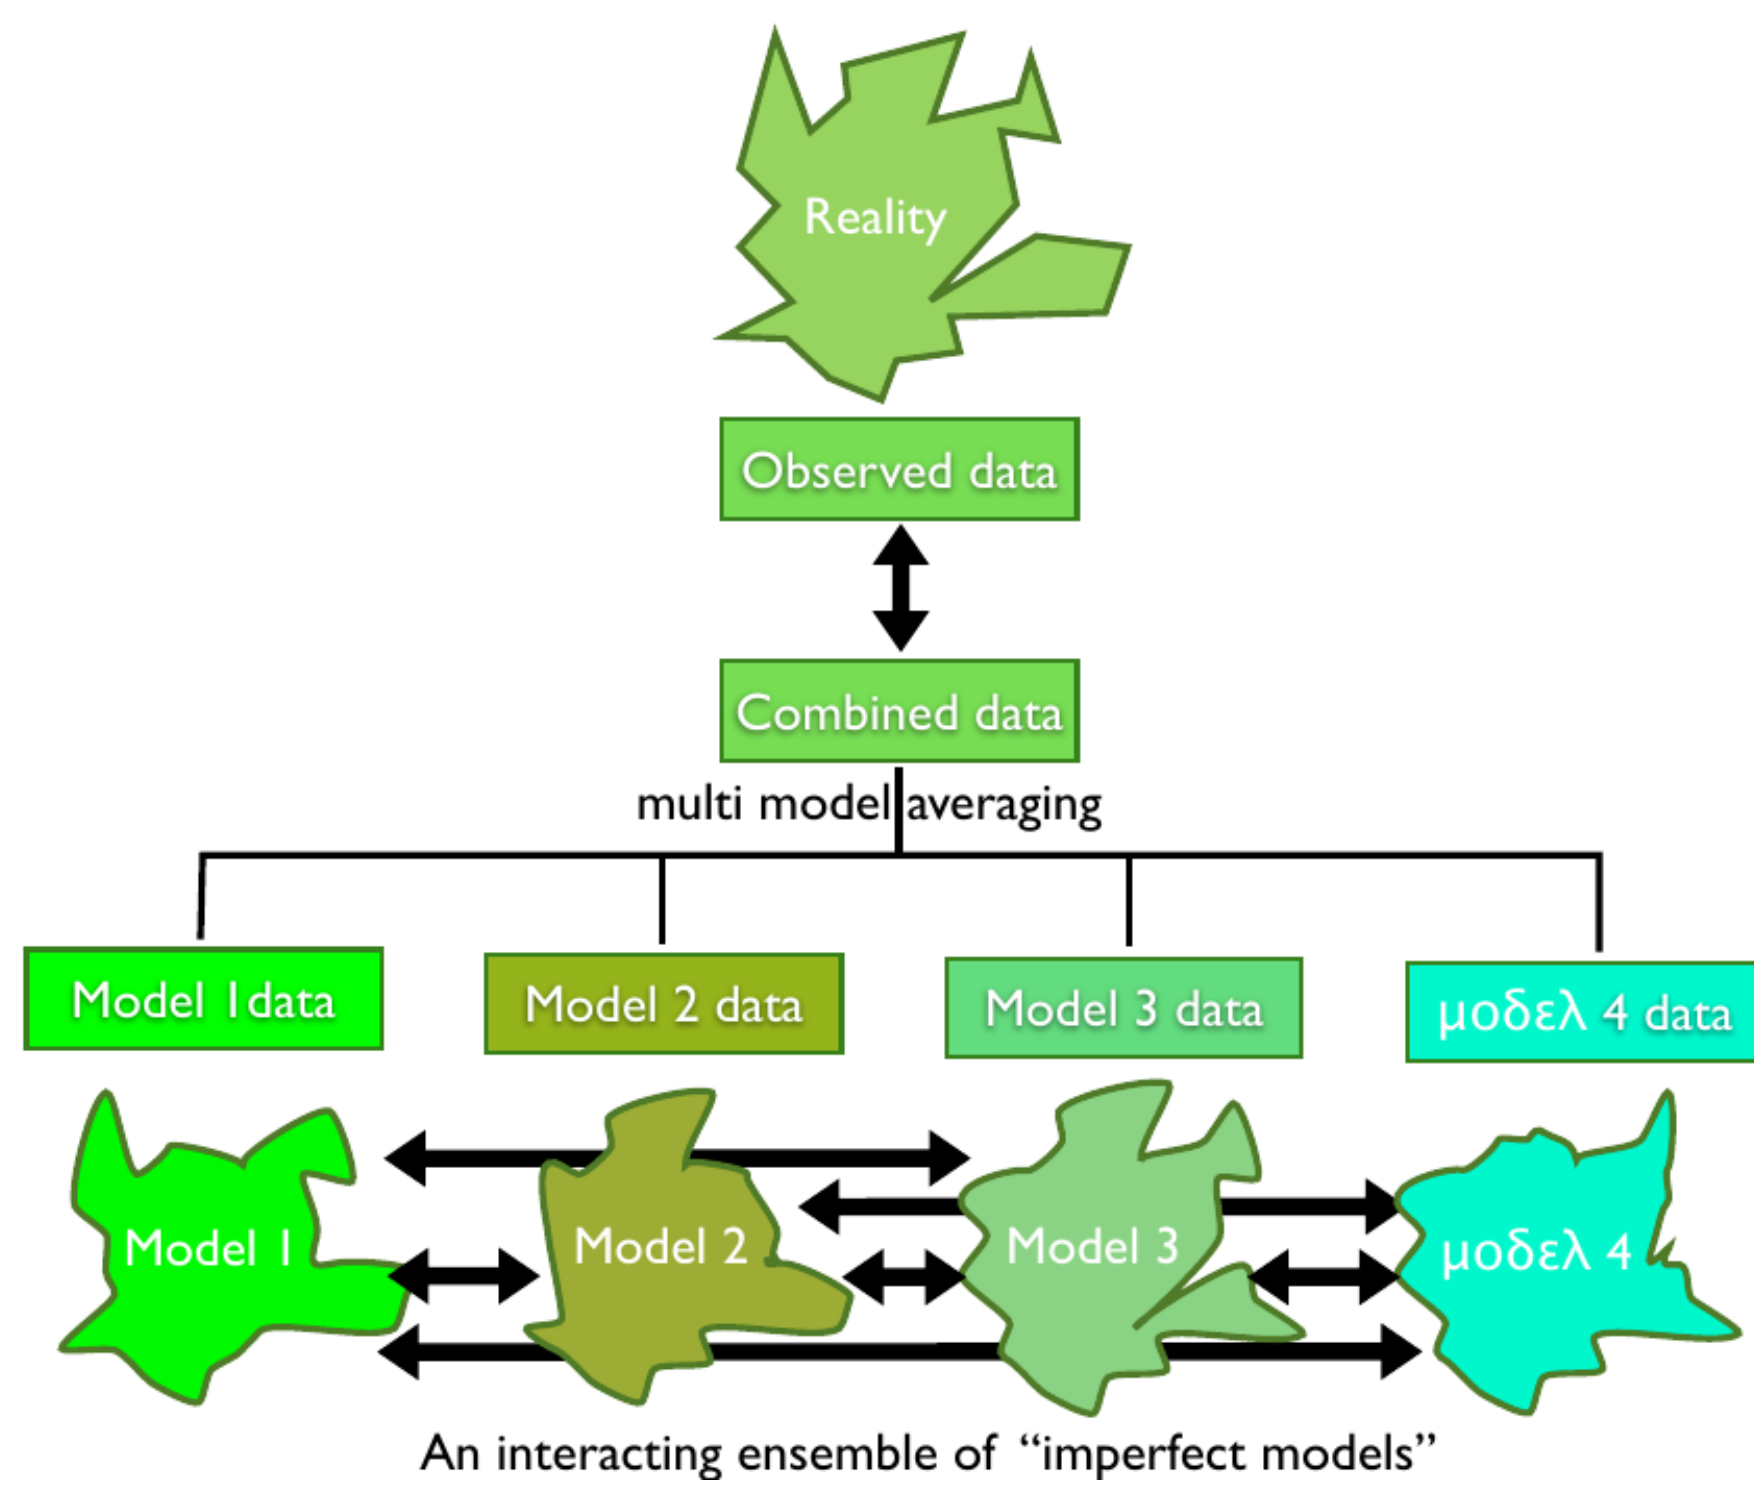 Reality
Observed data
Combined data
multi model averaging
Model 1data
Model 2 data
Model 3 data
μοδελ 4 data
Model 1
Model 2
Model 3
μοδελ 4
An interacting ensemble of “imperfect models”